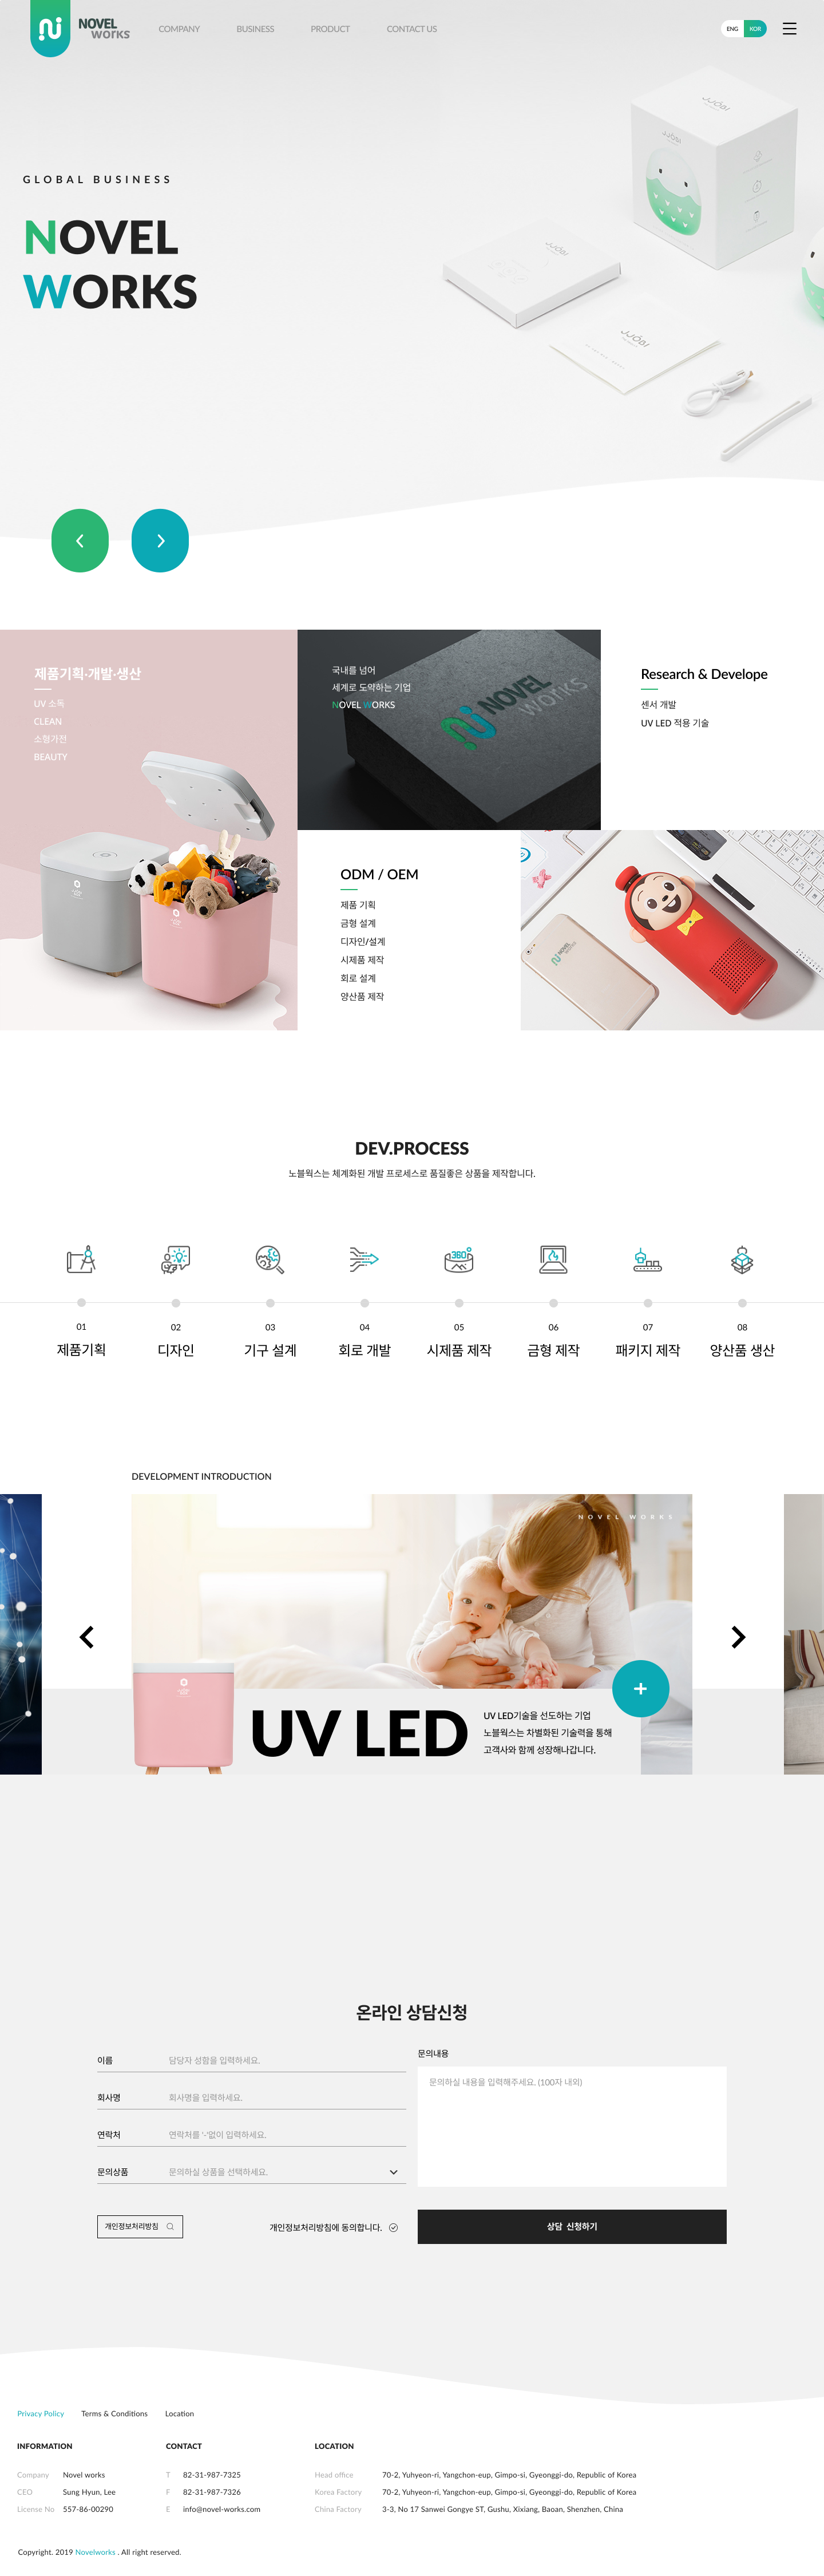 NOVEL
WORKS
COMPANY
BUSINESS
PRODUCT
CONTACT US
ENG
KOR
JJÖBI
JJÖBI
JJÖBI
JJÖBI
GLOBAL BUSINESS
NOVEL
WORKS
제품기획·개발·생산
UV 소독
CLEAN
소형가전
BEAUTY
국내를 넘어
세계로 도약하는 기업
NOVEL WORKS
NOVEL
WORKS
Research & Develope
센서 개발
UV LED 적용 기술
ODM / OEM
제품 기획
금형 설계
디자인/설계
시제품 제작
회로 설계
양산품 제작
NOVEL
DEV.PROCESS
노블웍스는 체계화된 개발 프로세스로 품질좋은 상품을 제작합니다.
360°
01
제품기획
02
디자인
03
기구 설계
04
회로 개발
05
시제품 제작
06
금형 제작
07
패키지 제작
08
양산품 생산
DEVELOPMENT INTRODUCTION
NOVEL WORKS
UV LED
UV LED기술을 선도하는 기업
노블웍스는 차별화된 기술력을 통해
고객사와 함께 성장해나갑니다.
온라인 상담신청
이름 담당자 성함을 입력하세요.
회사명 회사명을 입력하세요.
연락처 연락처를 '-'없이 입력하세요.
문의상품 문의하실 상품을 선택하세요.
개인정보처리방침
개인정보처리방침에 동의합니다.
문의내용
문의하실 내용을 입력해주세요. (100자 내외)
상담 신청하기
Privacy Policy
Terms & Conditions
Location
INFORMATION
Company Novel works
CEO Sung Hyun, Lee
License No 557-86-00290
CONTACT
T 82-31-987-7325
F 82-31-987-7326
E info@novel-works.com
LOCATION
Head office 70-2, Yuhyeon-ri, Yangchon-eup, Gimpo-si, Gyeonggi-do, Republic of Korea
Korea Factory 70-2, Yuhyeon-ri, Yangchon-eup, Gimpo-si, Gyeonggi-do, Republic of Korea
China Factory 3-3, No 17 Sanwei Gongye ST, Gushu, Xixiang, Baoan, Shenzhen, China
Copyright. 2019 Novelworks . All right reserved.